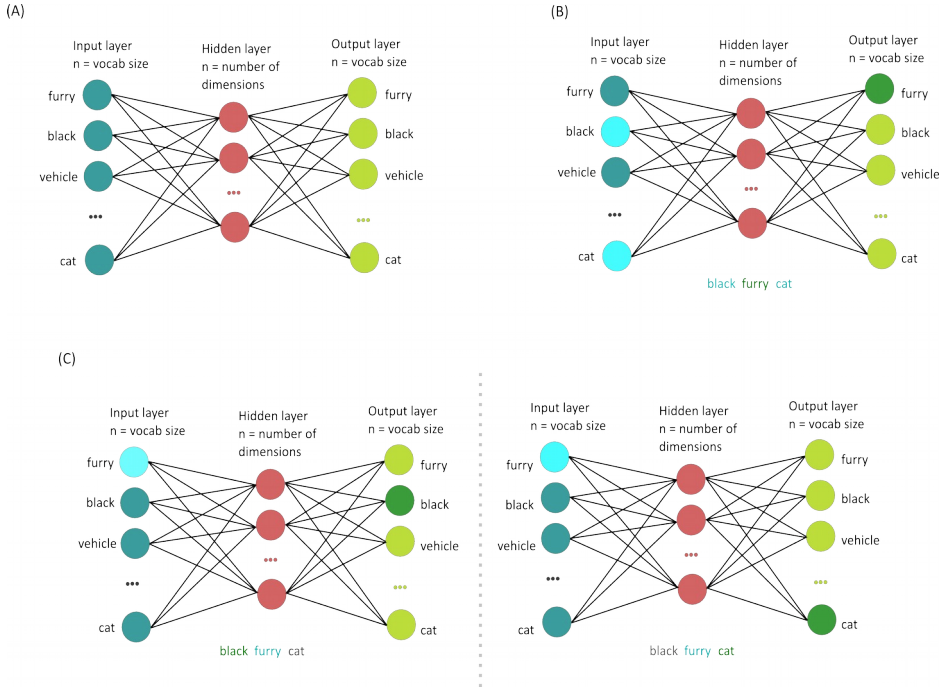 (A)
Input layer
n = vocab size
Hidden layer
n = number of
dimensions
Output layer
n = vocab size
furry
black
vehicle
...
cat
...
furry
black
vehicle
...
cat
(B)
Input layer
n = vocab size
Hidden layer
n = number of
dimensions
Output layer
n = vocab size
furry
black
vehicle
...
cat
...
furry
black
vehicle
...
cat
black furry cat
(C)
Input layer
n = vocab size
Hidden layer
n = number of
dimensions
Output layer
n = vocab size
furry
black
vehicle
...
cat
...
furry
black
vehicle
...
cat
black furry cat
Input layer
n = vocab size
Hidden layer
n = number of
dimensions
Output layer
n = vocab size
furry
black
vehicle
...
cat
...
furry
black
vehicle
...
cat
black furry cat